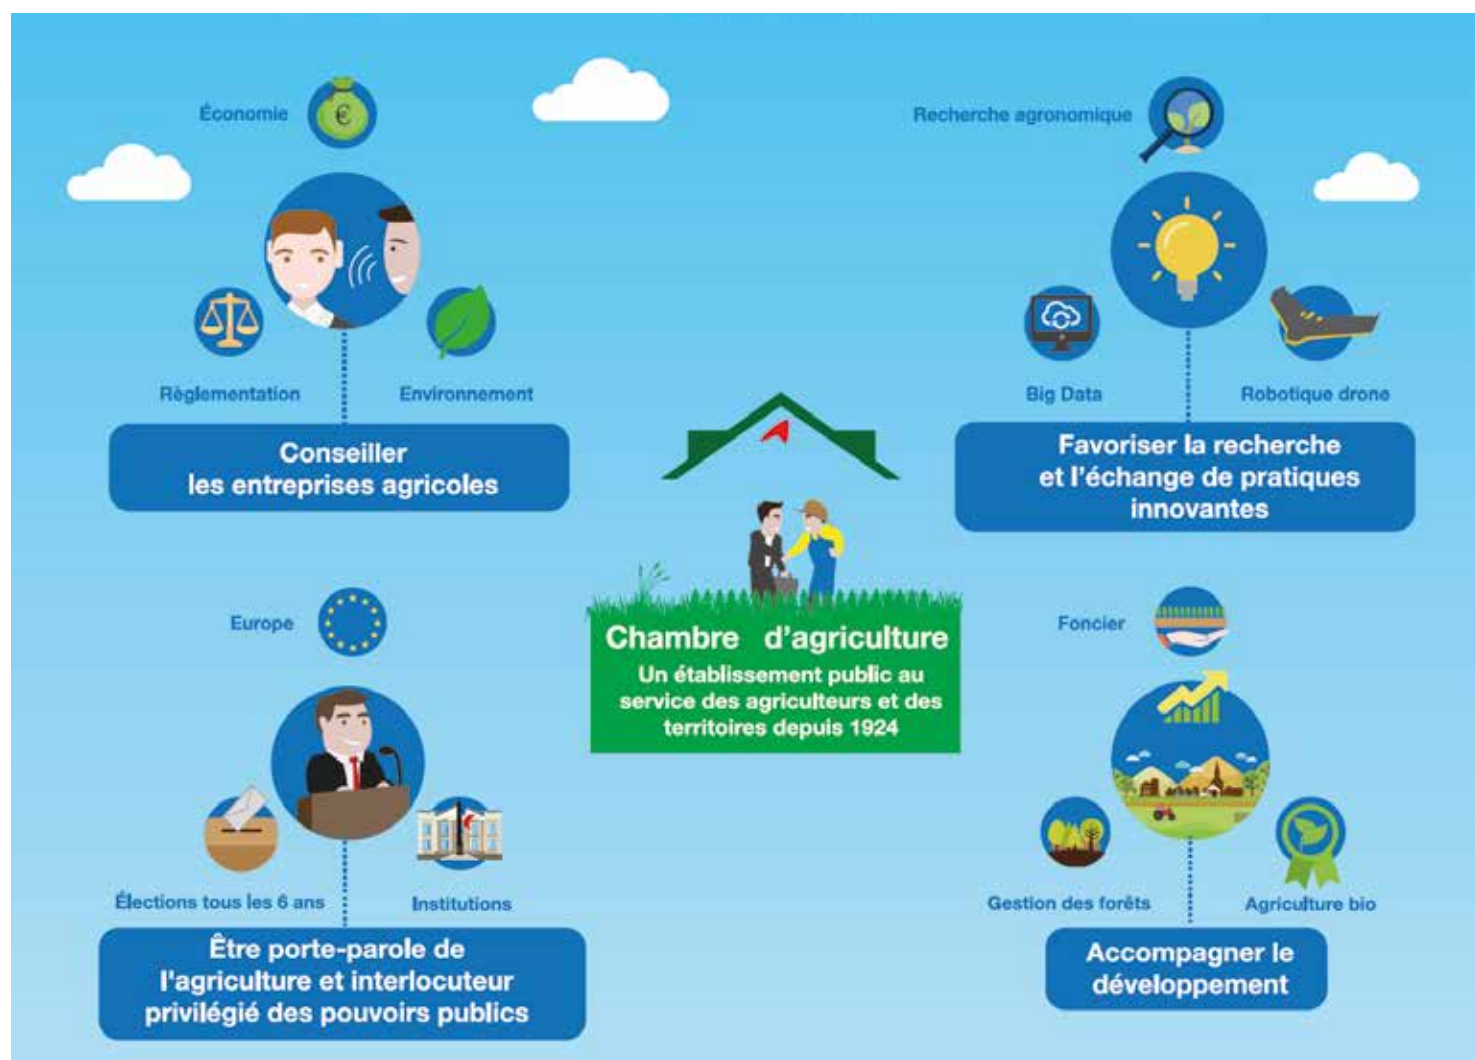 Économie
Règlementation
Environnement
Conseiller
les entreprises agricoles
Recherche agronomique
Big Data
Robotique drone
Favoriser la recherche
et l'échange de pratiques
innovantes
Chambre d'agriculture
Un établissement public au
service des agriculteurs et des
territoires depuis 1924
Europe
Élections tous les 6 ans
Institutions
Être porte-parole de
l'agriculture et interlocuteur
privilégié des pouvoirs publics
Foncier
Gestion des forêts
Agriculture bio
Accompagner le
développement